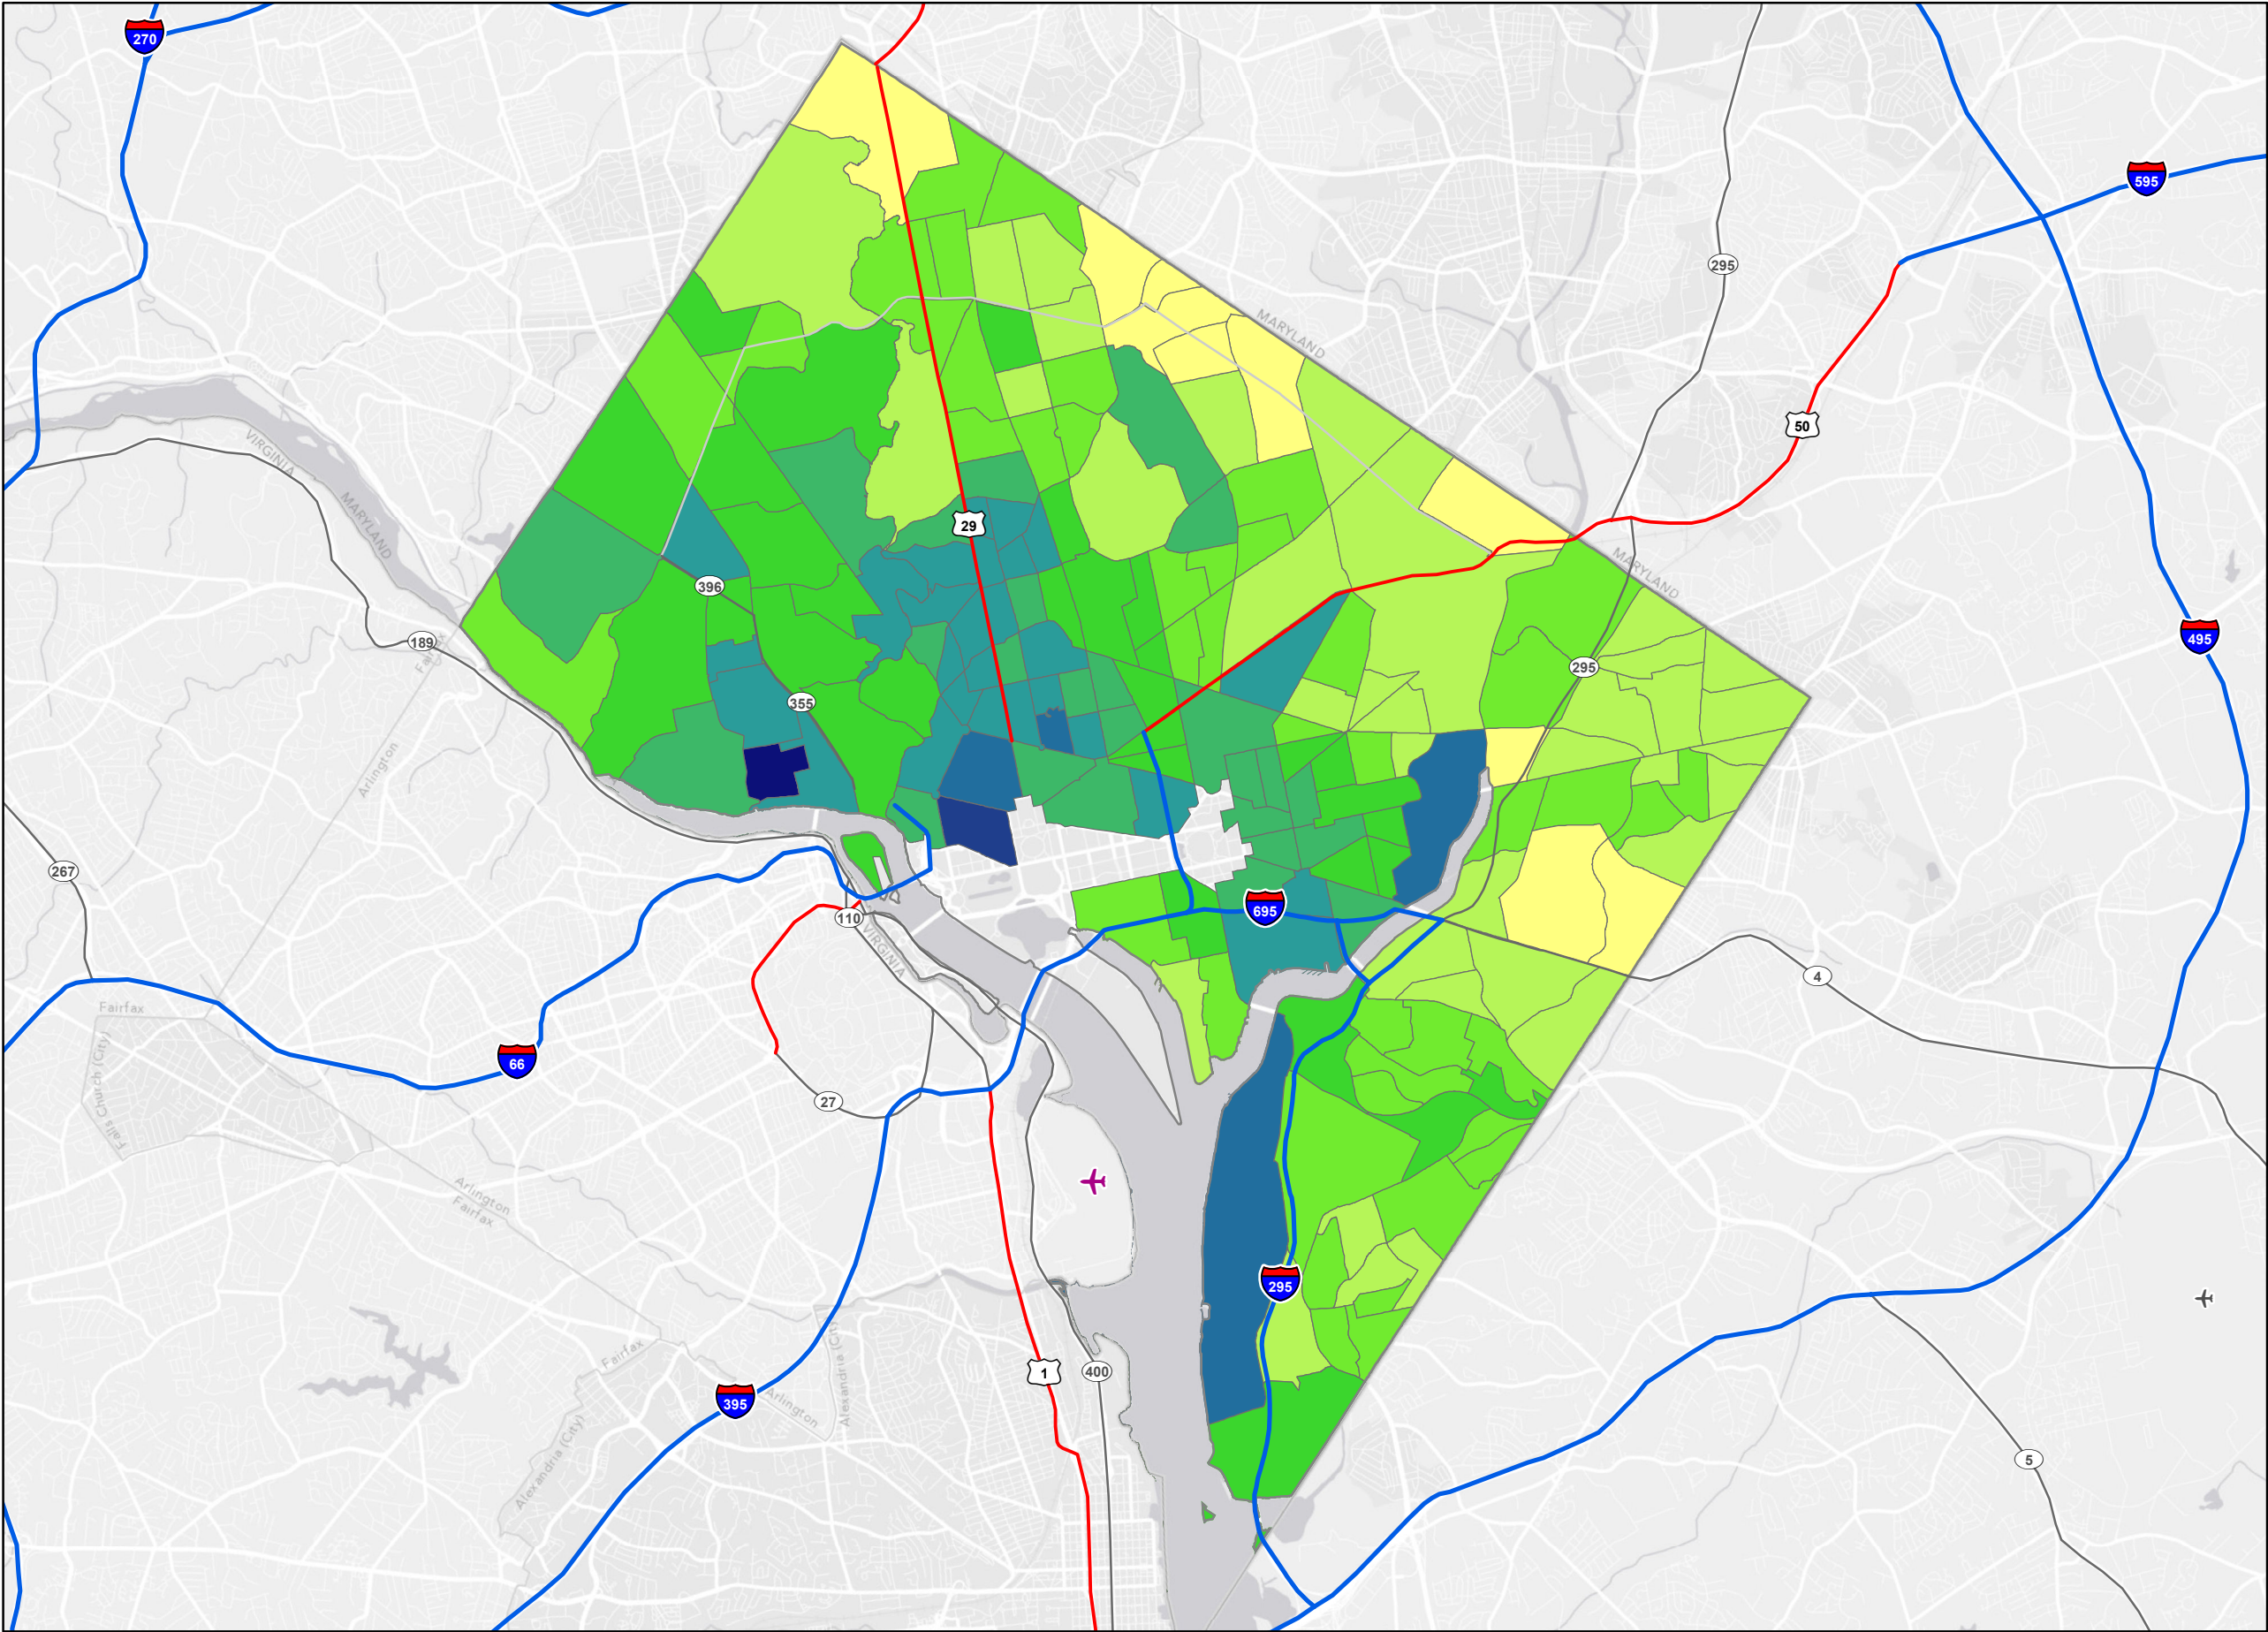 270
595
295
MARYLAND
50
VIRGINIA
MARYLAND
29
MARYLAND
396
189
Fairfax
495
295
355
Arlington
267
695
110
VIRGINIA
4
Fairfax
Falls Church (City)
66
27
Arlington
Fairfax
295
Fairfax
Alexandria (City)
1
400
395
Arlington
Alexandria (City)
5